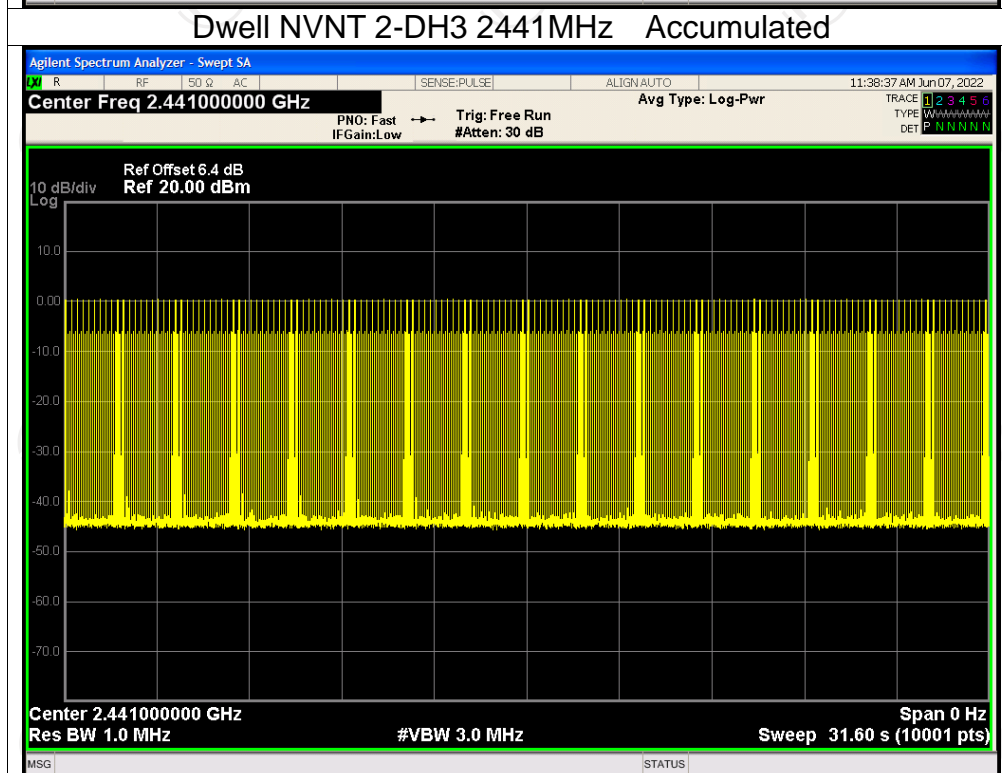 Dwell NVNT 2-DH3 2441MHz Accumulated
Agilent Spectrum Analyzer - Swept SA
LXI R RF 50 Ω AC SENSE:PULSE ALIGN AUTO 11:38:37 AM Jun 07, 2022
Center Freq 2.441000000 GHz Avg Type: Log-Pwr TRACE 1 2 3 4 5 6
PNO: Fast Trig: Free Run TYPE WWWWWW
IFGain:Low #Atten: 30 dB DET P N N N N N
Ref Offset 6.4 dB
10 dB/div Ref 20.00 dBm
Log
10.0
0.00
-10.0
-20.0
-30.0
-40.0
-50.0
-60.0
-70.0
Center 2.441000000 GHz Span 0 Hz
Res BW 1.0 MHz #VBW 3.0 MHz Sweep 31.60 s (10001 pts)
MSG STATUS